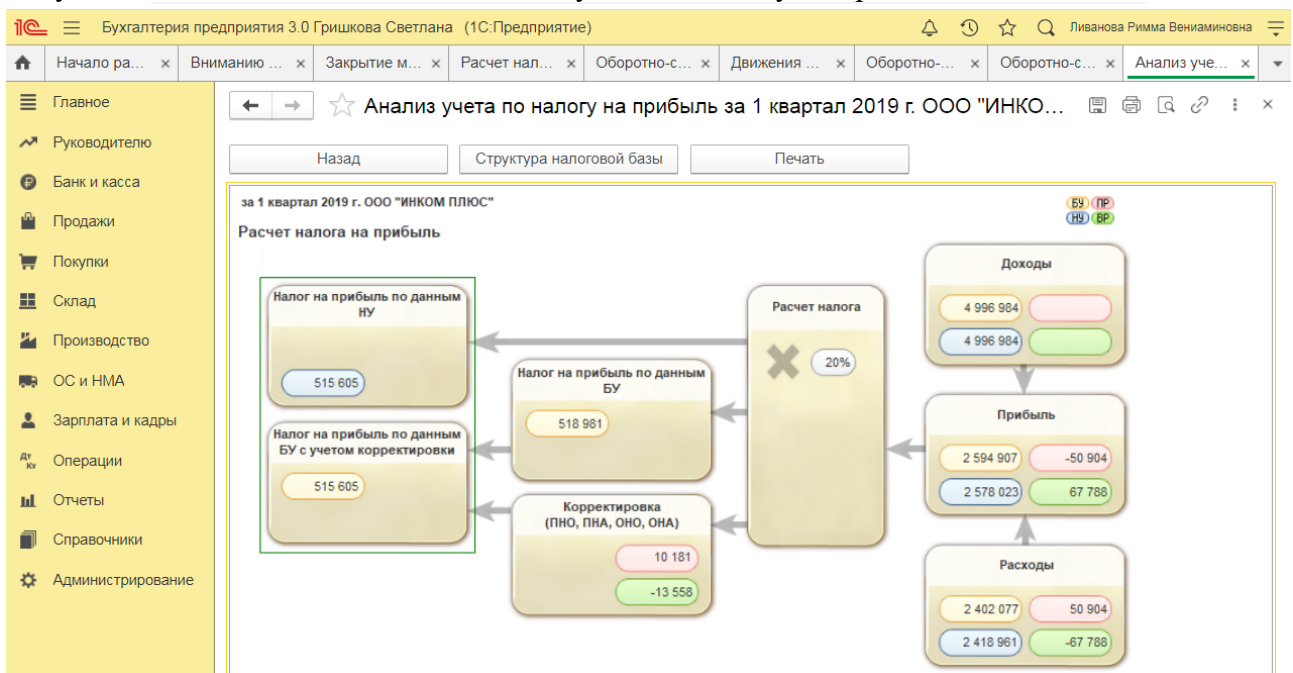 1С Бухгалтерия предприятия 3.0 Гришкова Светлана (1С:Предприятие) Ливанова Римма Вениаминовна
Начало ра... × Вниманию ... × Закрытие м... × Расчет нал... × Оборотно-с... × Движения ... × Оборотно-... × Оборотно-с... × Анализ уче... ×
Главное
Руководителю
Банк и касса
Продажи
Покупки
Склад
Производство
ОС и НМА
Зарплата и кадры
Операции
Отчеты
Справочники
Администрирование
Анализ учета по налогу на прибыль за 1 квартал 2019 г. ООО "ИНКО...
Назад Структура налоговой базы Печать
за 1 квартал 2019 г. ООО "ИНКОМ ПЛЮС"
БУ ПР
НУ ВР
Расчет налога на прибыль
Налог на прибыль по данным
НУ
515 605
Налог на прибыль по данным
БУ с учетом корректировки
515 605
Налог на прибыль по данным
БУ
518 981
Корректировка
(ПНО, ПНА, ОНО, ОНА)
10 181
-13 558
Расчет налога
20%
Доходы
4 996 984
4 996 984
Прибыль
2 594 907 -50 904
2 578 023 67 788
Расходы
2 402 077 50 904
2 418 961 -67 788